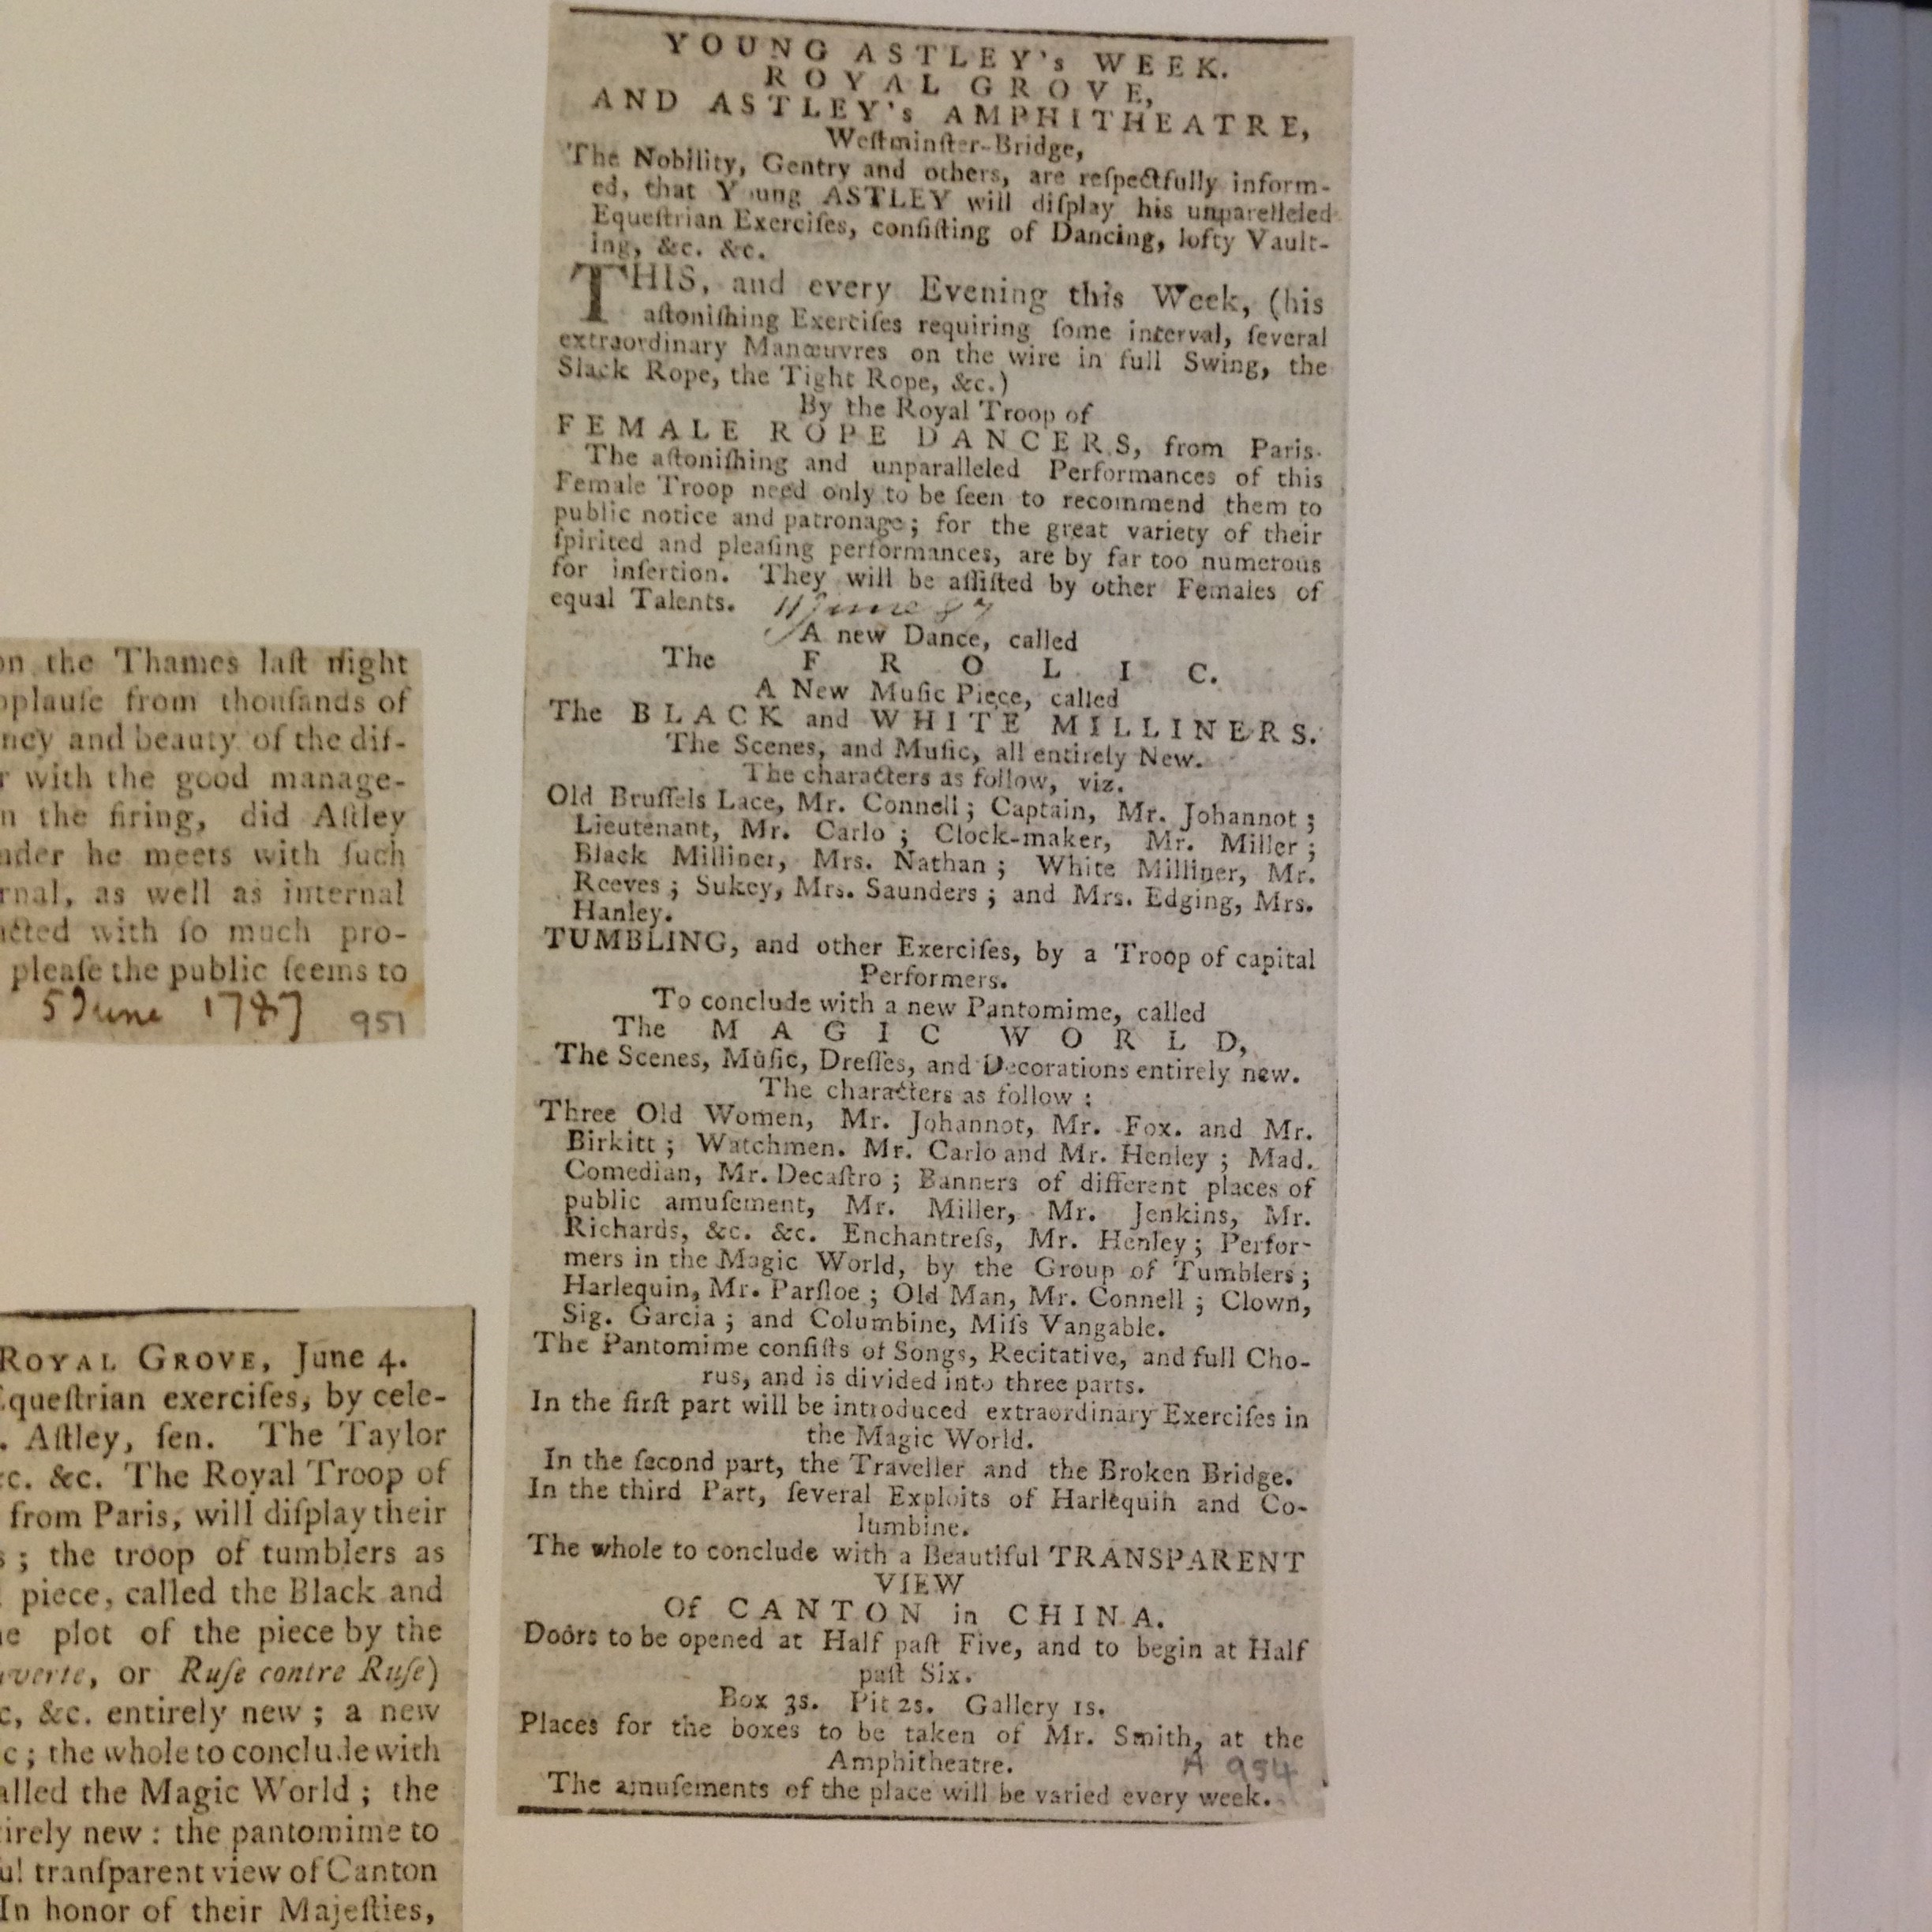 on the Thames laſt night
pplauſe from thouſands of
ncy and beauty of the dif-
r with the good manage-
n the firing, did Aſtley
nder he meets with ſuch
rnal, as well as internal
acted with ſo much pro-
pleaſe the public ſeems to
5 June 1787 951
ROYAL GROVE, June 4.
Equeſtrian exerciſes, by cele-
. Aſtley, ſen. The Taylor
&c. &c. The Royal Troop of
from Paris, will diſplay their
s; the troop of tumblers as
piece, called the Black and
he plot of the piece by the
verte, or Ruſe contre Ruſe)
c, &c. entirely new; a new
c; the whole to conclude with
alled the Magic World; the
tirely new: the pantomime to
ul tranſparent view of Canton
In honor of their Majeſties,
YOUNG ASTLEY's WEEK.
ROYAL GROVE,
AND ASTLEY's AMPHITHEATRE,
Weſtminſter-Bridge,
The Nobility, Gentry and others, are reſpectfully inform-
ed, that Young ASTLEY will diſplay his unparelleled
Equeſtrian Exerciſes, conſiſting of Dancing, lofty Vault-
ing, &c. &c.
THIS, and every Evening this Week, (his
aſtoniſhing Exerciſes requiring ſome interval, ſeveral
extraordinary Manœuvres on the wire in full Swing, the
Slack Rope, the Tight Rope, &c.)
By the Royal Troop of
FEMALE ROPE DANCERS, from Paris.
The aſtoniſhing and unparalleled Performances of this
Female Troop need only to be ſeen to recommend them to
public notice and patronage; for the great variety of their
ſpirited and pleaſing performances, are by far too numerous
for inſertion. They will be aſſiſted by other Females of
equal Talents. 11 June 87
A new Dance, called
The FROLIC.
A New Muſic Piece, called
The BLACK and WHITE MILLINERS.
The Scenes, and Muſic, all entirely New.
The characters as follow, viz.
Old Bruſſels Lace, Mr. Connell; Captain, Mr. Johannot;
Lieutenant, Mr. Carlo; Clock-maker, Mr. Miller;
Black Milliner, Mrs. Nathan; White Milliner, Mr.
Reeves; Sukey, Mrs. Saunders; and Mrs. Edging, Mrs.
Hanley.
TUMBLING, and other Exerciſes, by a Troop of capital
Performers.
To conclude with a new Pantomime, called
The MAGIC WORLD,
The Scenes, Muſic, Dreſſes, and Decorations entirely new.
The characters as follow:
Three Old Women, Mr. Johannot, Mr. Fox. and Mr.
Birkitt; Watchmen. Mr. Carlo and Mr. Henley; Mad.
Comedian, Mr. Decaſtro; Banners of different places of
public amuſement, Mr. Miller, Mr. Jenkins, Mr.
Richards, &c. &c. Enchantreſs, Mr. Henley; Perfor-
mers in the Magic World, by the Group of Tumblers;
Harlequin, Mr. Parſloe; Old Man, Mr. Connell; Clown,
Sig. Garcia; and Columbine, Miſs Vangable.
The Pantomime conſiſts of Songs, Recitative, and full Cho-
rus, and is divided into three parts.
In the firſt part will be introduced extraordinary Exerciſes in
the Magic World.
In the ſecond part, the Traveller and the Broken Bridge.
In the third Part, ſeveral Exploits of Harlequin and Co-
lumbine.
The whole to conclude with a Beautiful TRANSPARENT
VIEW
Of CANTON in CHINA.
Doors to be opened at Half paſt Five, and to begin at Half
paſt Six.
Box 3s. Pit 2s. Gallery 1s.
Places for the boxes to be taken of Mr. Smith, at the
Amphitheatre. A 954
The amuſements of the place will be varied every week.